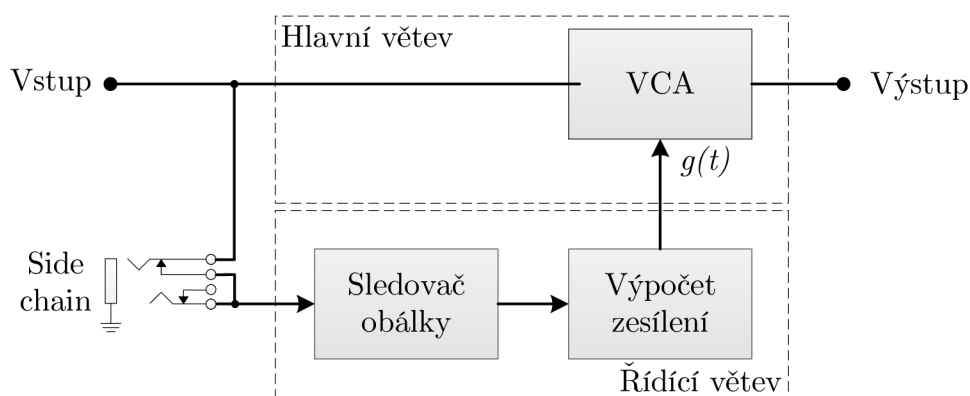 Hlavní větev
Vstup
VCA
Výstup
g(t)
Side
chain
Sledovač
obálky
Výpočet
zesílení
Řídící větev